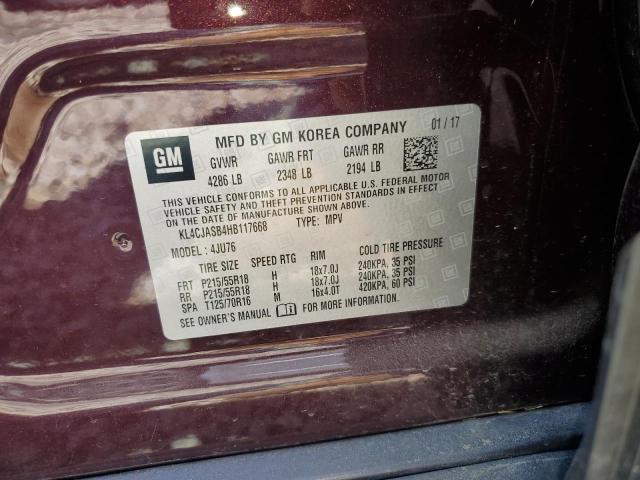 GM
MFD BY GM KOREA COMPANY 01 / 17
GVWR GAWR FRT GAWR RR
4286 LB 2348 LB 2194 LB
THIS VEHICLE CONFORMS TO ALL APPLICABLE U.S. FEDERAL MOTOR
VEHICLE SAFETY AND THEFT PREVENTION STANDARDS IN EFFECT
ON THE DATE OF MANUFACTURE SHOWN ABOVE.
KL4CJASB4HB117668 TYPE: MPV
MODEL: 4JU76
TIRE SIZE SPEED RTG RIM COLD TIRE PRESSURE
FRT P215/55R18 H 18x7.0J 240KPA, 35 PSI
RR P215/55R18 H 18x7.0J 240KPA, 35 PSI
SPA T125/70R16 M 16x4.0T 420KPA, 60 PSI
SEE OWNER'S MANUAL FOR MORE INFORMATION.